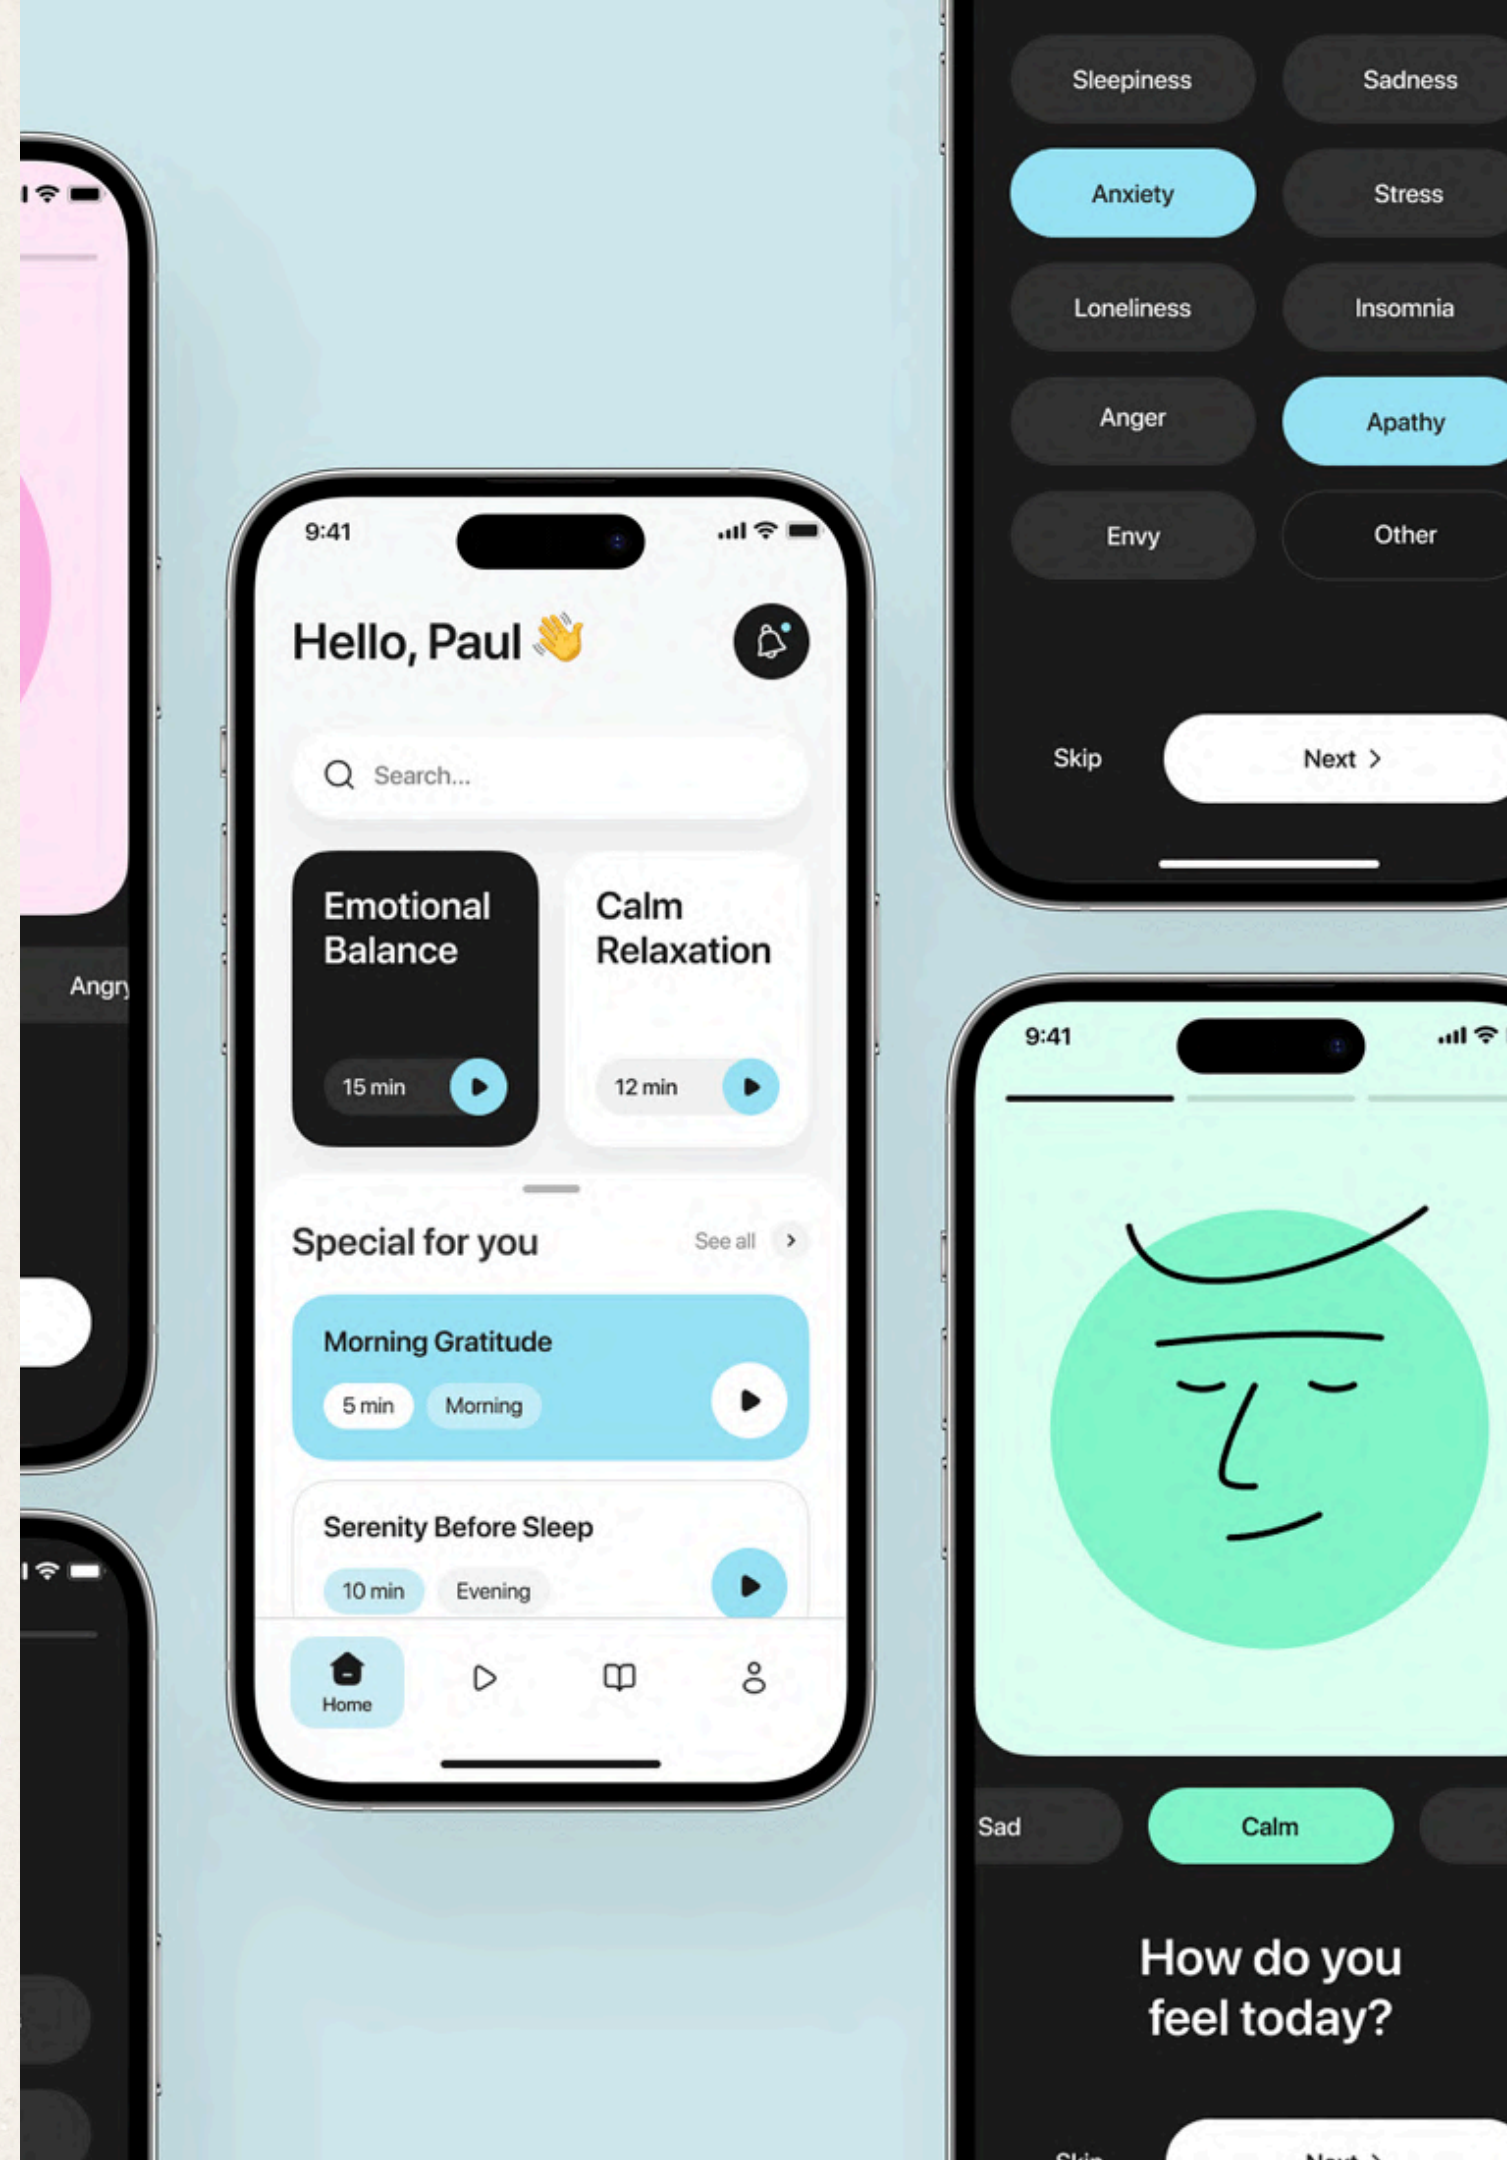 Angry
9:41
Hello, Paul 👋
Search...
Emotional
Balance
15 min
Calm
Relaxation
12 min
Special for you
See all
Morning Gratitude
5 min
Morning
Serenity Before Sleep
10 min
Evening
Home
Sleepiness
Sadness
Anxiety
Stress
Loneliness
Insomnia
Anger
Apathy
Envy
Other
Skip
Next >
9:41
Sad
Calm
How do you
feel today?
Skip
Next >